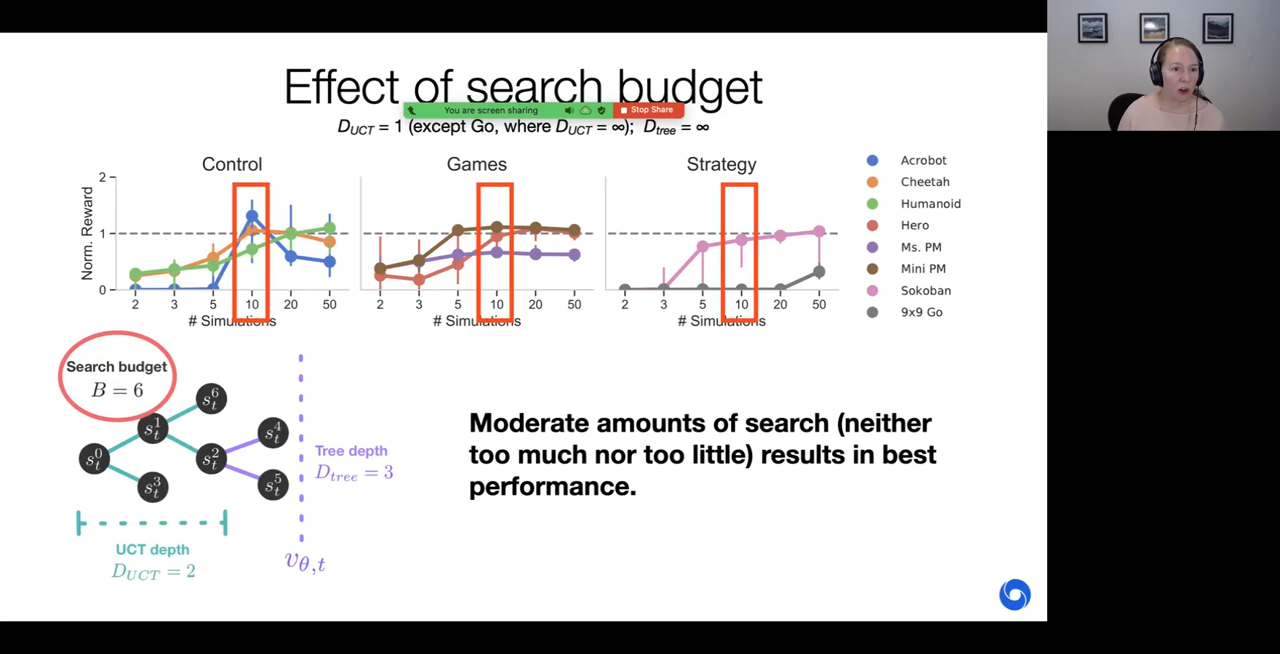 Effect of search budget
You are screen sharing
Stop Share
D_UCT = 1 (except Go, where D_UCT = ∞); D_tree = ∞
Control
Games
Strategy
Norm. Reward
2
1
0
2 3 5 10 20 50
# Simulations
2 3 5 10 20 50
# Simulations
2 3 5 10 20 50
# Simulations
Acrobot
Cheetah
Humanoid
Hero
Ms. PM
Mini PM
Sokoban
9x9 Go
Search budget
B = 6
s_t^0
s_t^1
s_t^6
s_t^2
s_t^3
s_t^4
s_t^5
Tree depth
D_tree = 3
UCT depth
D_UCT = 2
v_θ,t
Moderate amounts of search (neither
too much nor too little) results in best
performance.